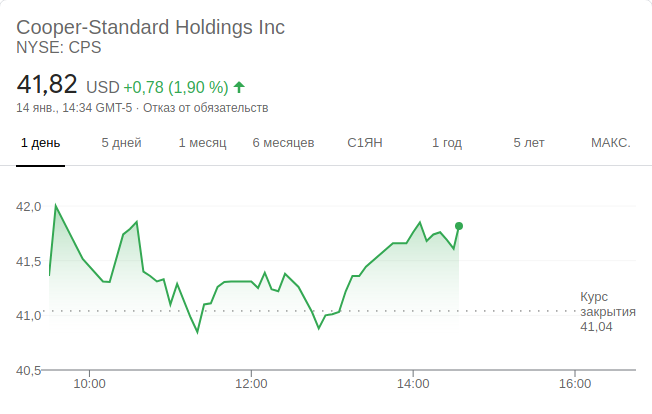 Cooper-Standard Holdings Inc
NYSE: CPS
41,82 USD +0,78 (1,90 %)
14 янв., 14:34 GMT-5 · Отказ от обязательств
1 день 5 дней 1 месяц 6 месяцев С1ЯН 1 год 5 лет МАКС.
42,0
41,5
41,0
Курс
закрытия
41,04
40,5
10:00 12:00 14:00 16:00